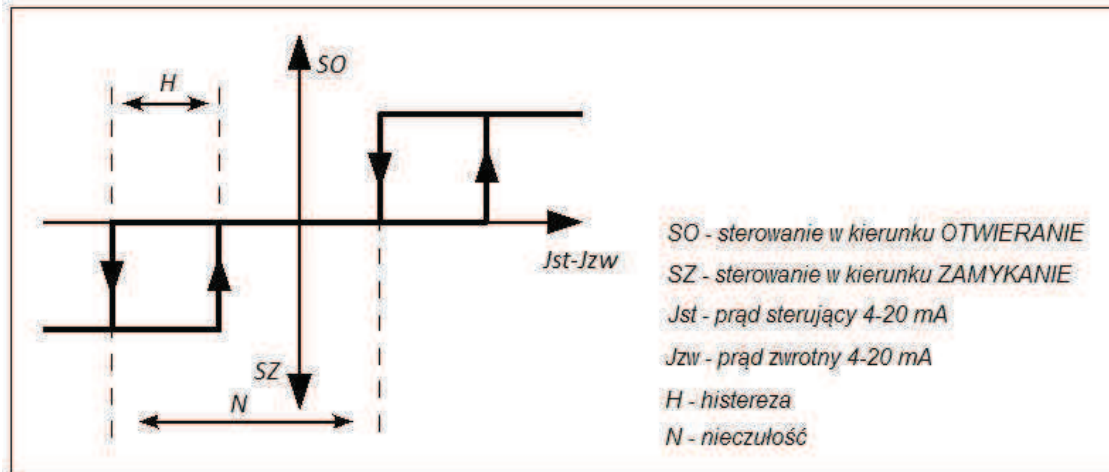 SO
H
Jst-Jzw
SZ
N
SO - sterowanie w kierunku OTWIERANIE
SZ - sterowanie w kierunku ZAMYKANIE
Jst - prąd sterujący 4-20 mA
Jzw - prąd zwrotny 4-20 mA
H - histereza
N - nieczułość